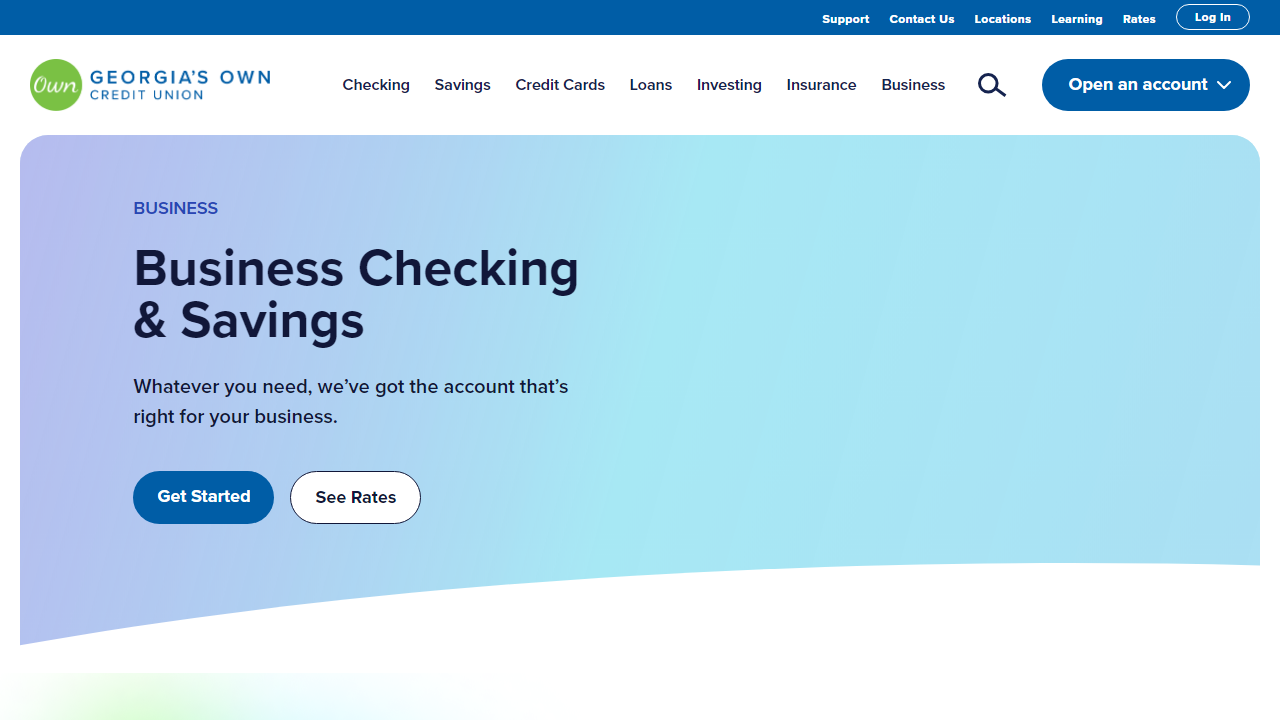 Support Contact Us Locations Learning Rates Log In
Own GEORGIA'S OWN
CREDIT UNION
Checking Savings Credit Cards Loans Investing Insurance Business Open an account
BUSINESS
Business Checking
& Savings
Whatever you need, we’ve got the account that’s
right for your business.
Get Started See Rates